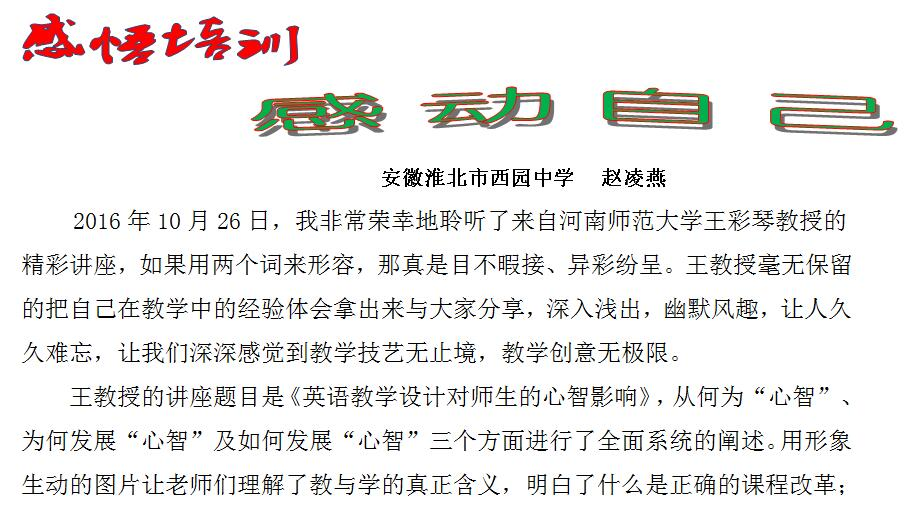 感悟培训
感动自己
安徽淮北市西园中学 赵凌燕
2016 年 10 月 26 日，我非常荣幸地聆听了来自河南师范大学王彩琴教授的
精彩讲座，如果用两个词来形容，那真是目不暇接、异彩纷呈。王教授毫无保留
的把自己在教学中的经验体会拿出来与大家分享，深入浅出，幽默风趣，让人久
久难忘，让我们深深感觉到教学技艺无止境，教学创意无极限。
王教授的讲座题目是《英语教学设计对师生的心智影响》，从何为“心智”、
为何发展“心智”及如何发展“心智”三个方面进行了全面系统的阐述。用形象
生动的图片让老师们理解了教与学的真正含义，明白了什么是正确的课程改革；